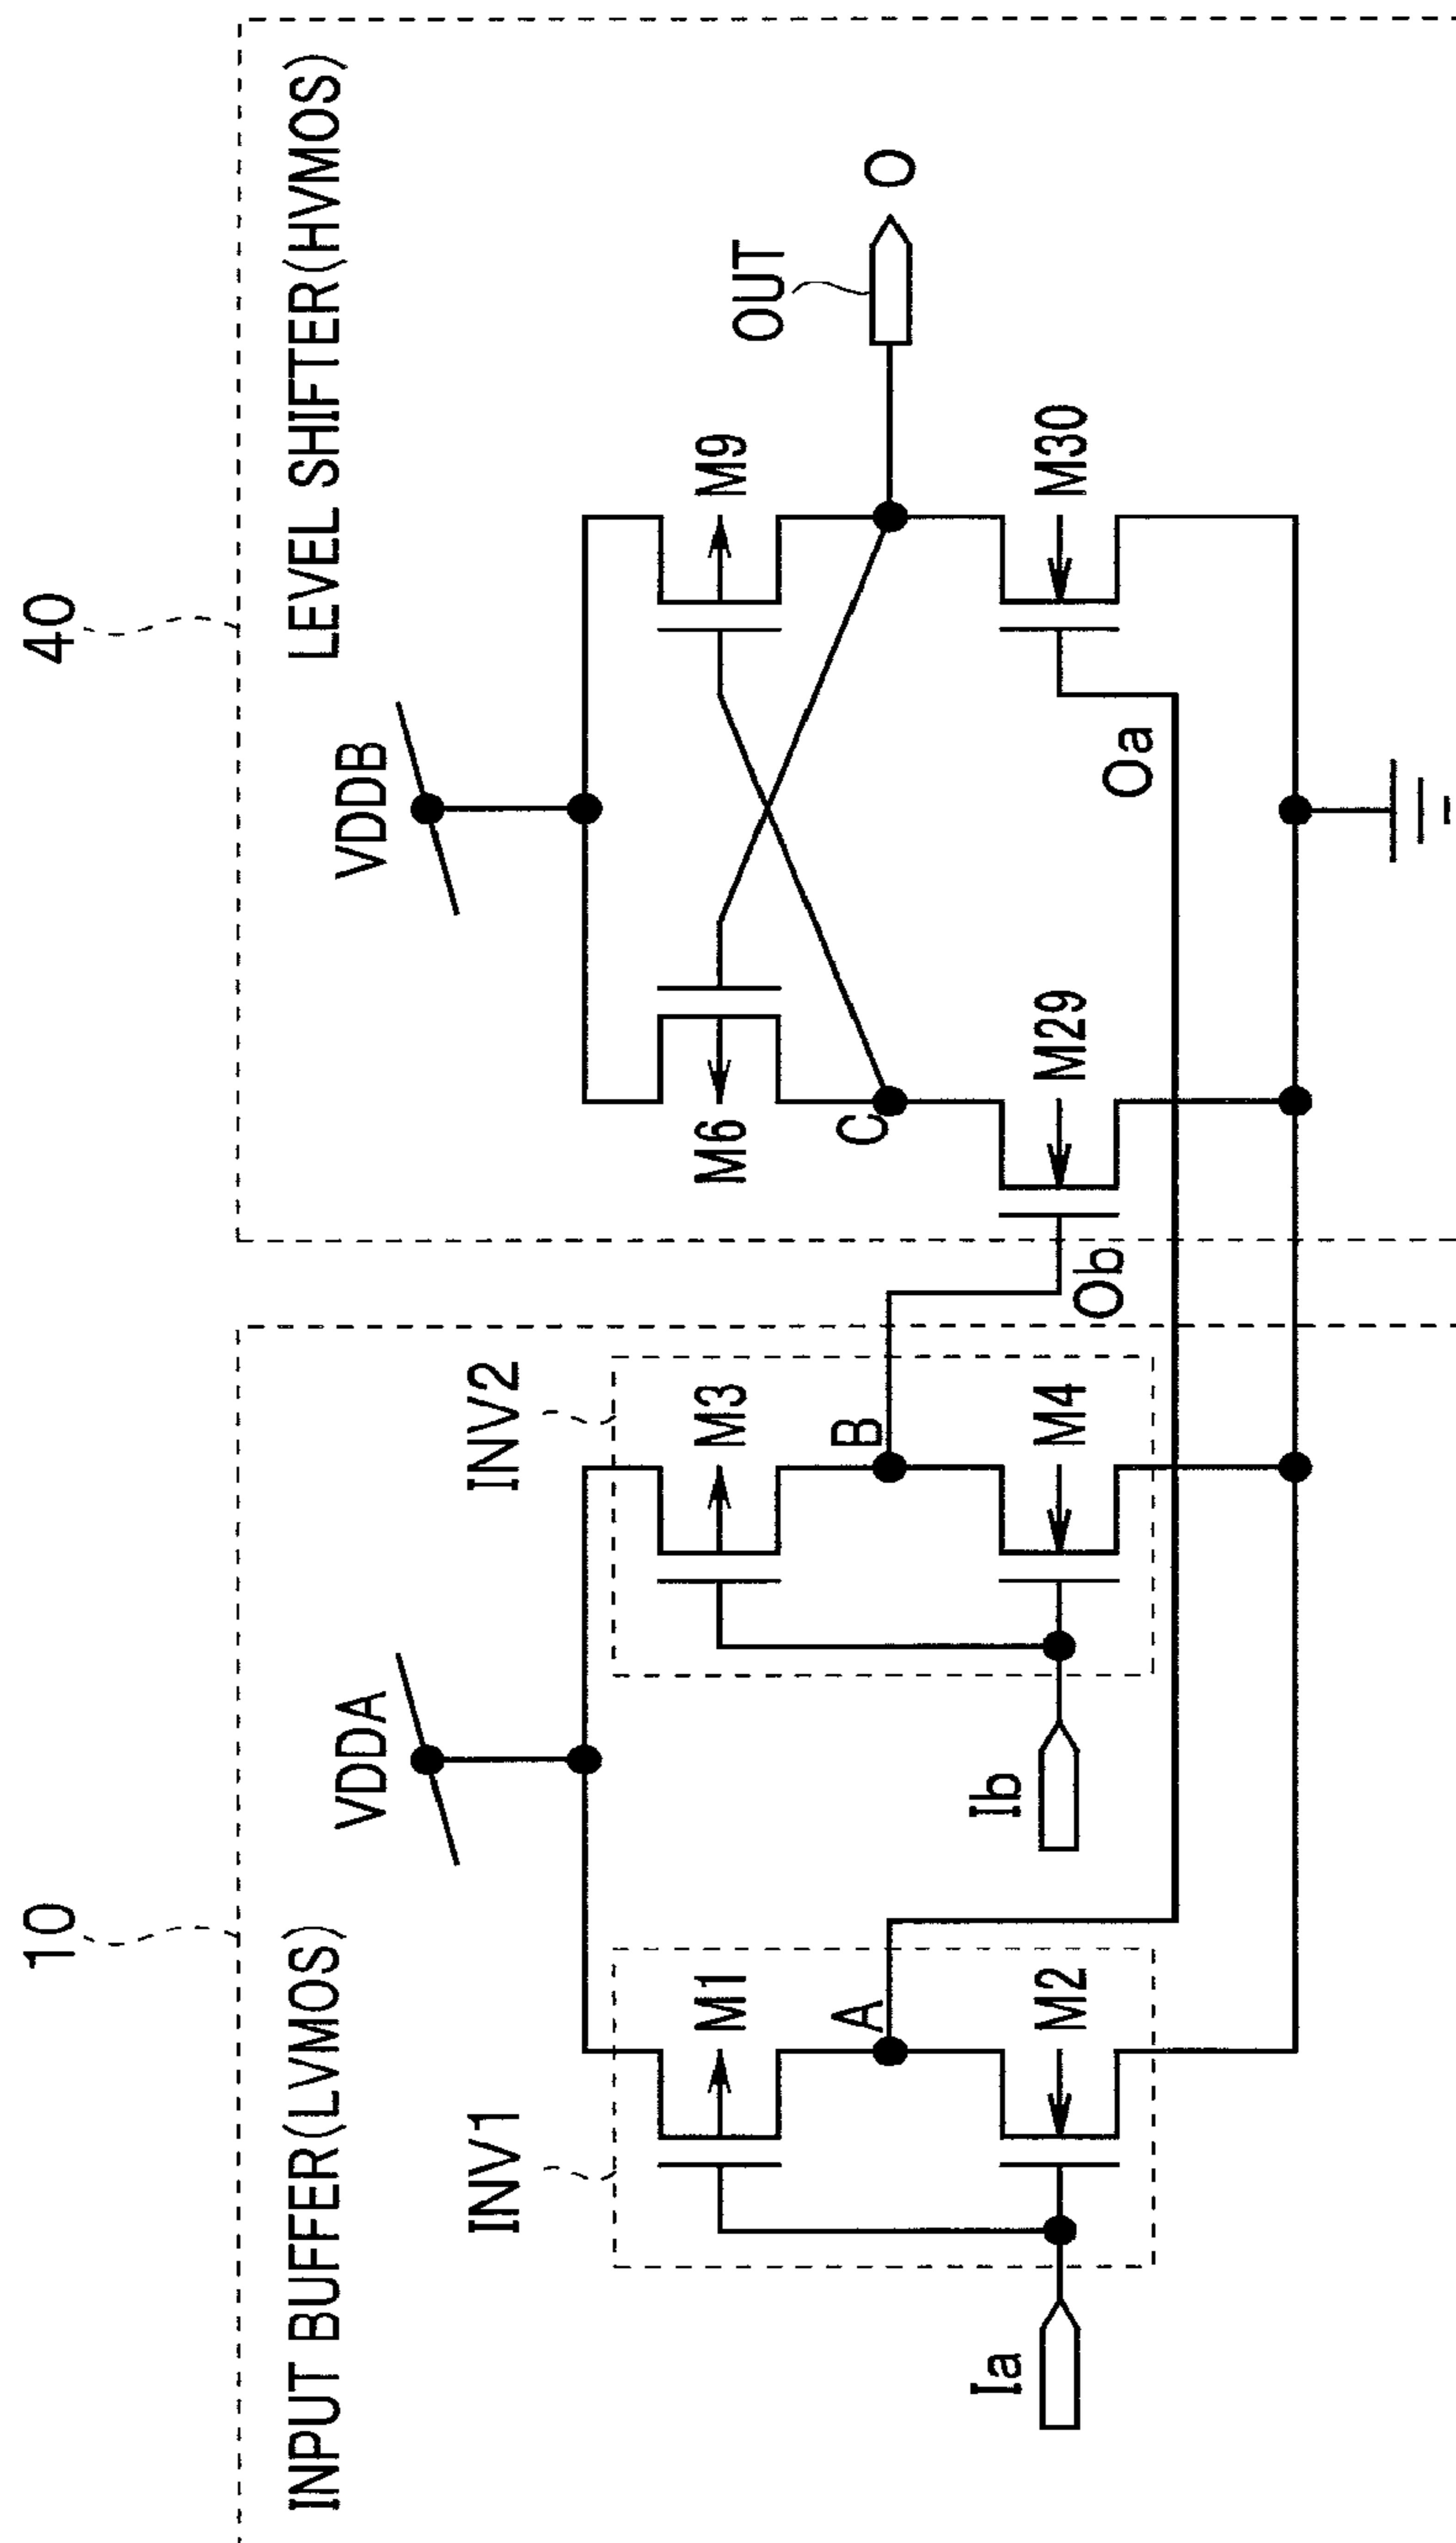 10
40
INPUT BUFFER(LVMOS)
LEVEL SHIFTER(HVMOS)
VDDA
VDDB
INV1
INV2
OUT
M1
M3
M6
M9
A
B
C
O
Ia
Ib
M2
M4
M29
M30
Ob
Oa